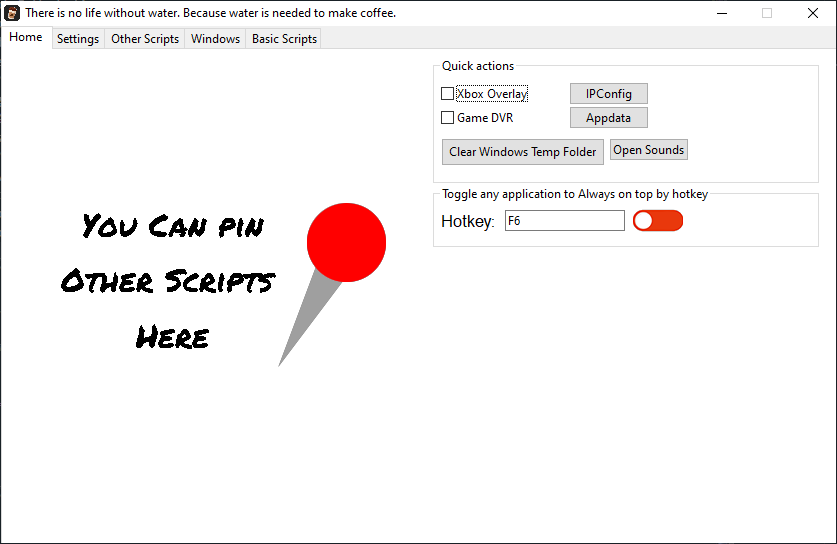 There is no life without water. Because water is needed to make coffee.
Home Settings Other Scripts Windows Basic Scripts
You Can pin
Other Scripts
Here
Quick actions
Xbox Overlay IPConfig
Game DVR Appdata
Clear Windows Temp Folder Open Sounds
Toggle any application to Always on top by hotkey
Hotkey: F6